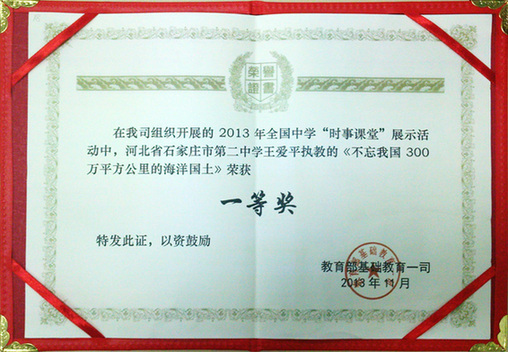 榮譽
證書
在我司组织开展的 2013 年全国中学“时事课堂”展示活
动中，河北省石家庄市第二中学王爱平执教的《不忘我国 300
万平方公里的海洋国土》荣获
一等奖
特发此证，以资鼓励
教育部基础教育一司
2013 年 11 月